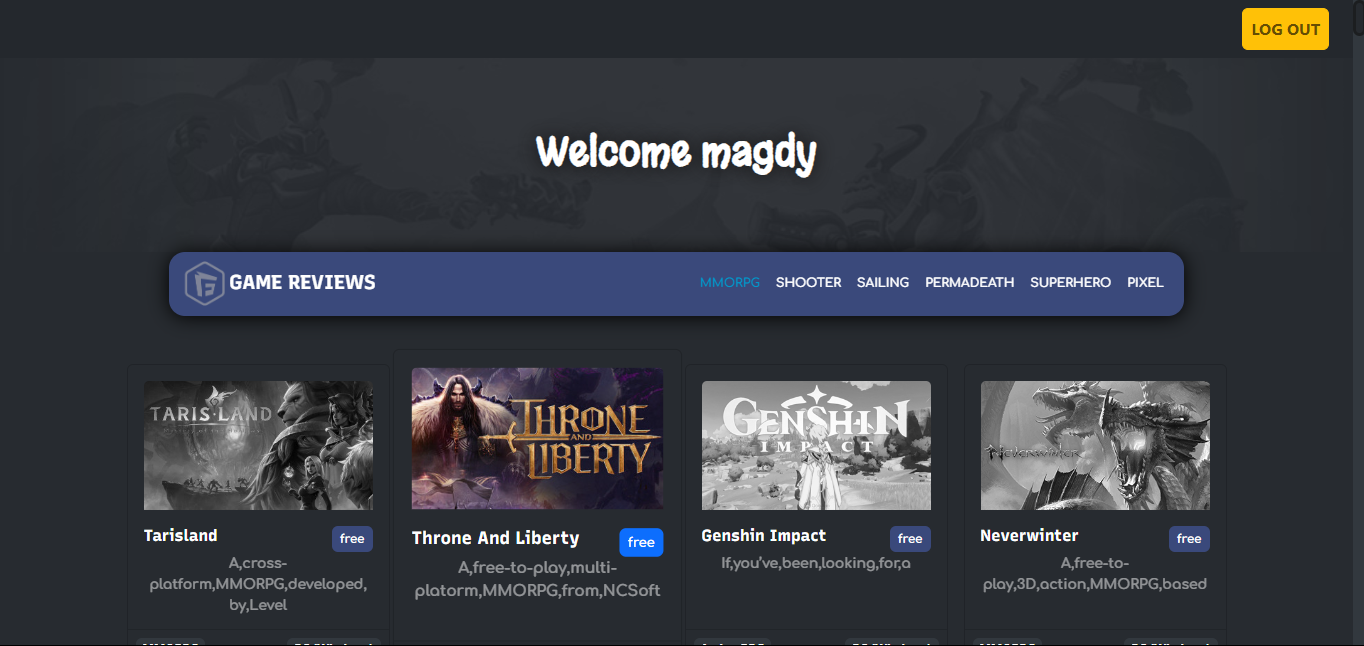 LOG OUT
Welcome magdy
GAME REVIEWS
MMORPG SHOOTER SAILING PERMADEATH SUPERHERO PIXEL
TARISLAND
THRONE
AND
LIBERTY
GENSHIN
IMPACT
NEVERWINTER
Tarisland
free
A,cross-
platform,MMORPG,developed,
by,Level
Throne And Liberty
free
A,free-to-play,multi-
platorm,MMORPG,from,NCSoft
Genshin Impact
free
If,you've,been,looking,for,a
Neverwinter
free
A,free-to-
play,3D,action,MMORPG,based